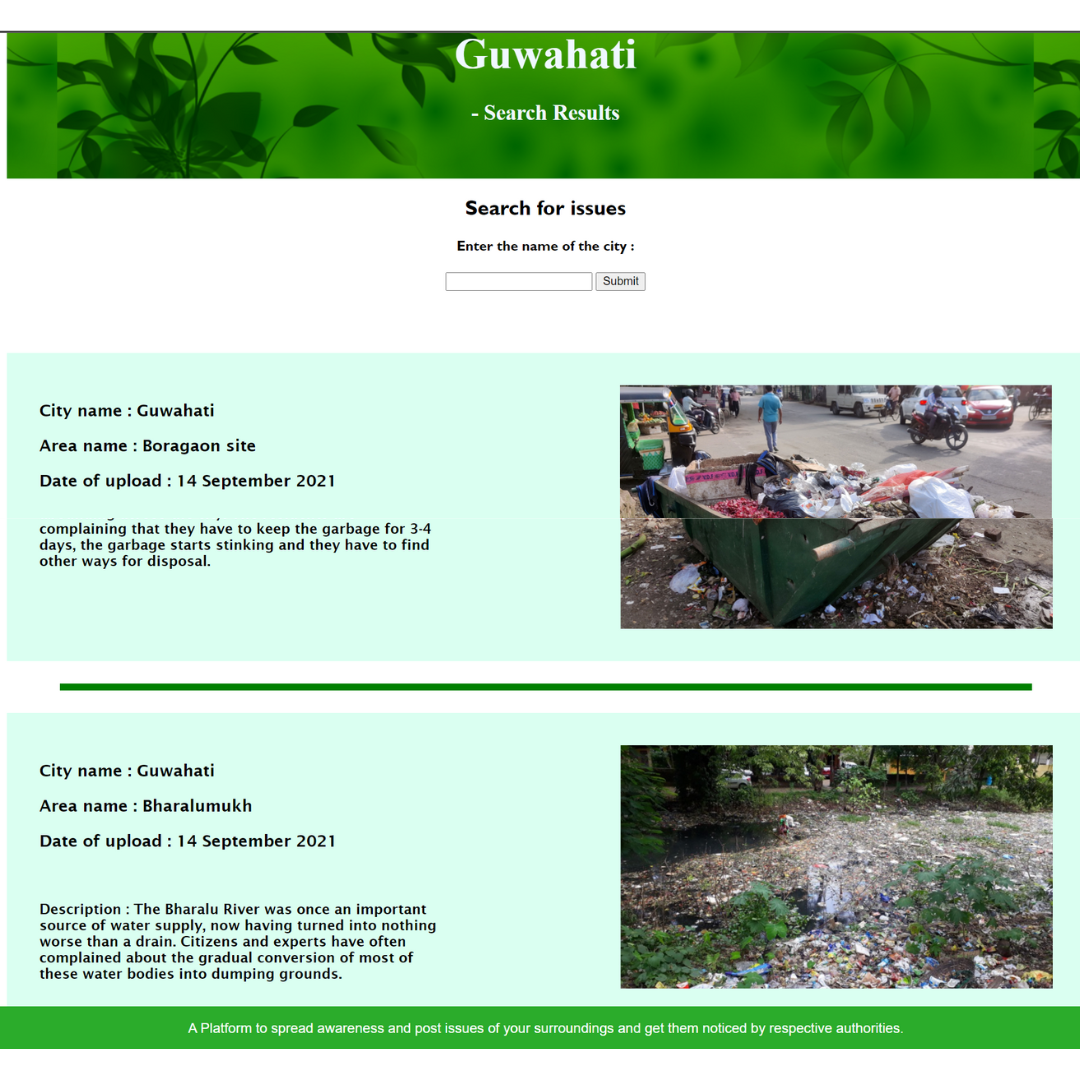 Guwahati
- Search Results
Search for issues
Enter the name of the city :
Submit
City name : Guwahati
Area name : Boragaon site
Date of upload : 14 September 2021
complaining that they have to keep the garbage for 3-4
days, the garbage starts stinking and they have to find
other ways for disposal.
City name : Guwahati
Area name : Bharalumukh
Date of upload : 14 September 2021
Description : The Bharalu River was once an important
source of water supply, now having turned into nothing
worse than a drain. Citizens and experts have often
complained about the gradual conversion of most of
these water bodies into dumping grounds.
A Platform to spread awareness and post issues of your surroundings and get them noticed by respective authorities.